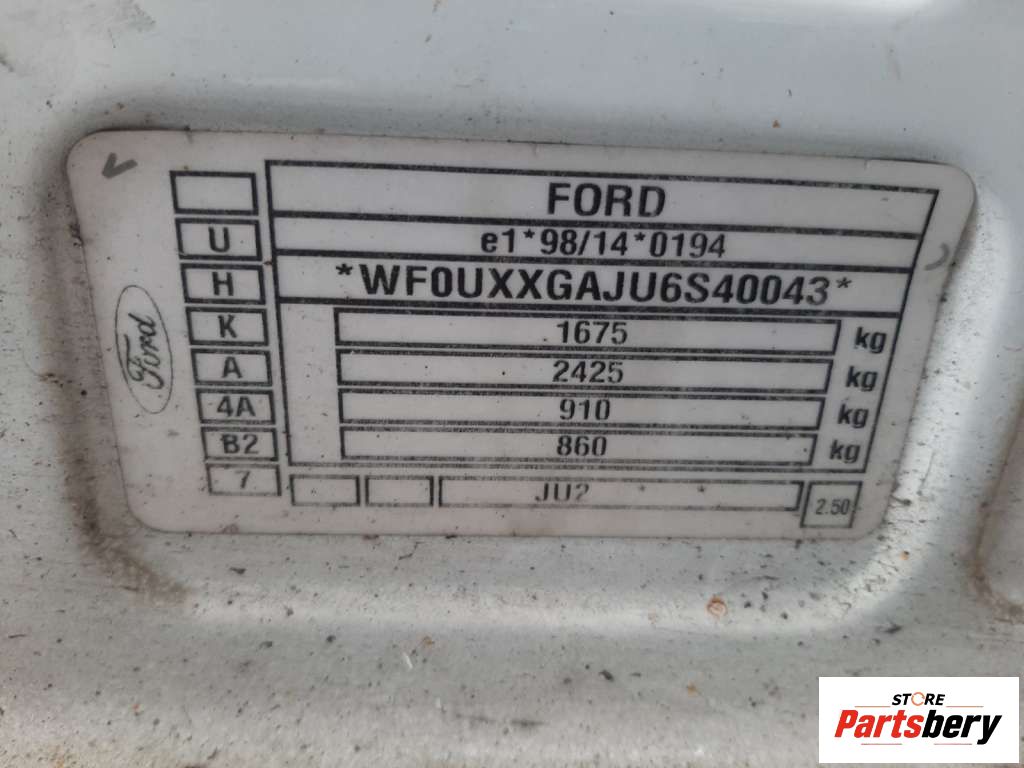 FORD
U e1*98/14*0194
H *WF0UXXGAJU6S40043*
K 1675 kg
A 2425 kg
4A 910 kg
B2 860 kg
7 JU2 * * 2.50
Ford
STORE
Partsbery